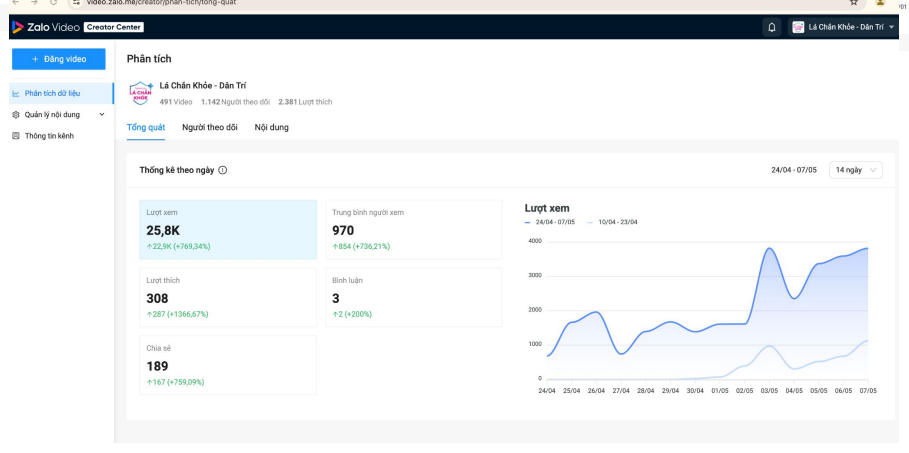 video.zalo.me/creator/phan-tich/tong-quat
Zalo Video Creator Center
Lá Chắn Khỏe - Dân Trí
+ Đăng video
Phân tích dữ liệu
Quản lý nội dung
Thông tin kênh
Phân tích
LÁ CHẮN
KHỎE
Lá Chắn Khỏe - Dân Trí
491 Video 1.142 Người theo dõi 2.381 Lượt thích
Tổng quát Người theo dõi Nội dung
Thống kê theo ngày
24/04 - 07/05 14 ngày
Lượt xem
25,8K
↑22,9K (+769,34%)
Trung bình người xem
970
↑854 (+736,21%)
Lượt thích
308
↑287 (+1366,67%)
Bình luận
3
↑2 (+200%)
Chia sẻ
189
↑167 (+759,09%)
Lượt xem
24/04 - 07/05 10/04 - 23/04
4000
3000
2000
1000
0
24/04 25/04 26/04 27/04 28/04 29/04 30/04 01/05 02/05 03/05 04/05 05/05 06/05 07/05